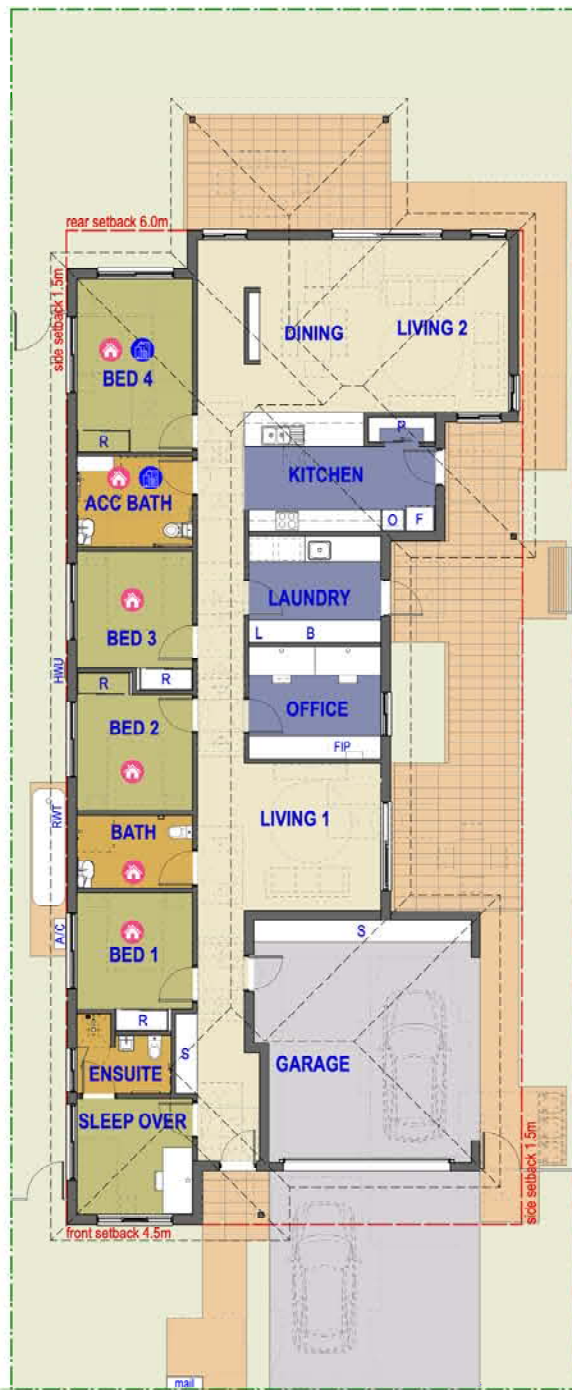 rear setback 6.0m
side setback 1.5m
DINING
LIVING 2
BED 4
R
P
KITCHEN
ACC BATH
O
F
BED 3
LAUNDRY
L
B
HWU
R
R
BED 2
OFFICE
FIP
RWT
BATH
LIVING 1
A/C
BED 1
S
R
S
ENSUITE
GARAGE
SLEEP OVER
side setback 1.5m
front setback 4.5m
mail